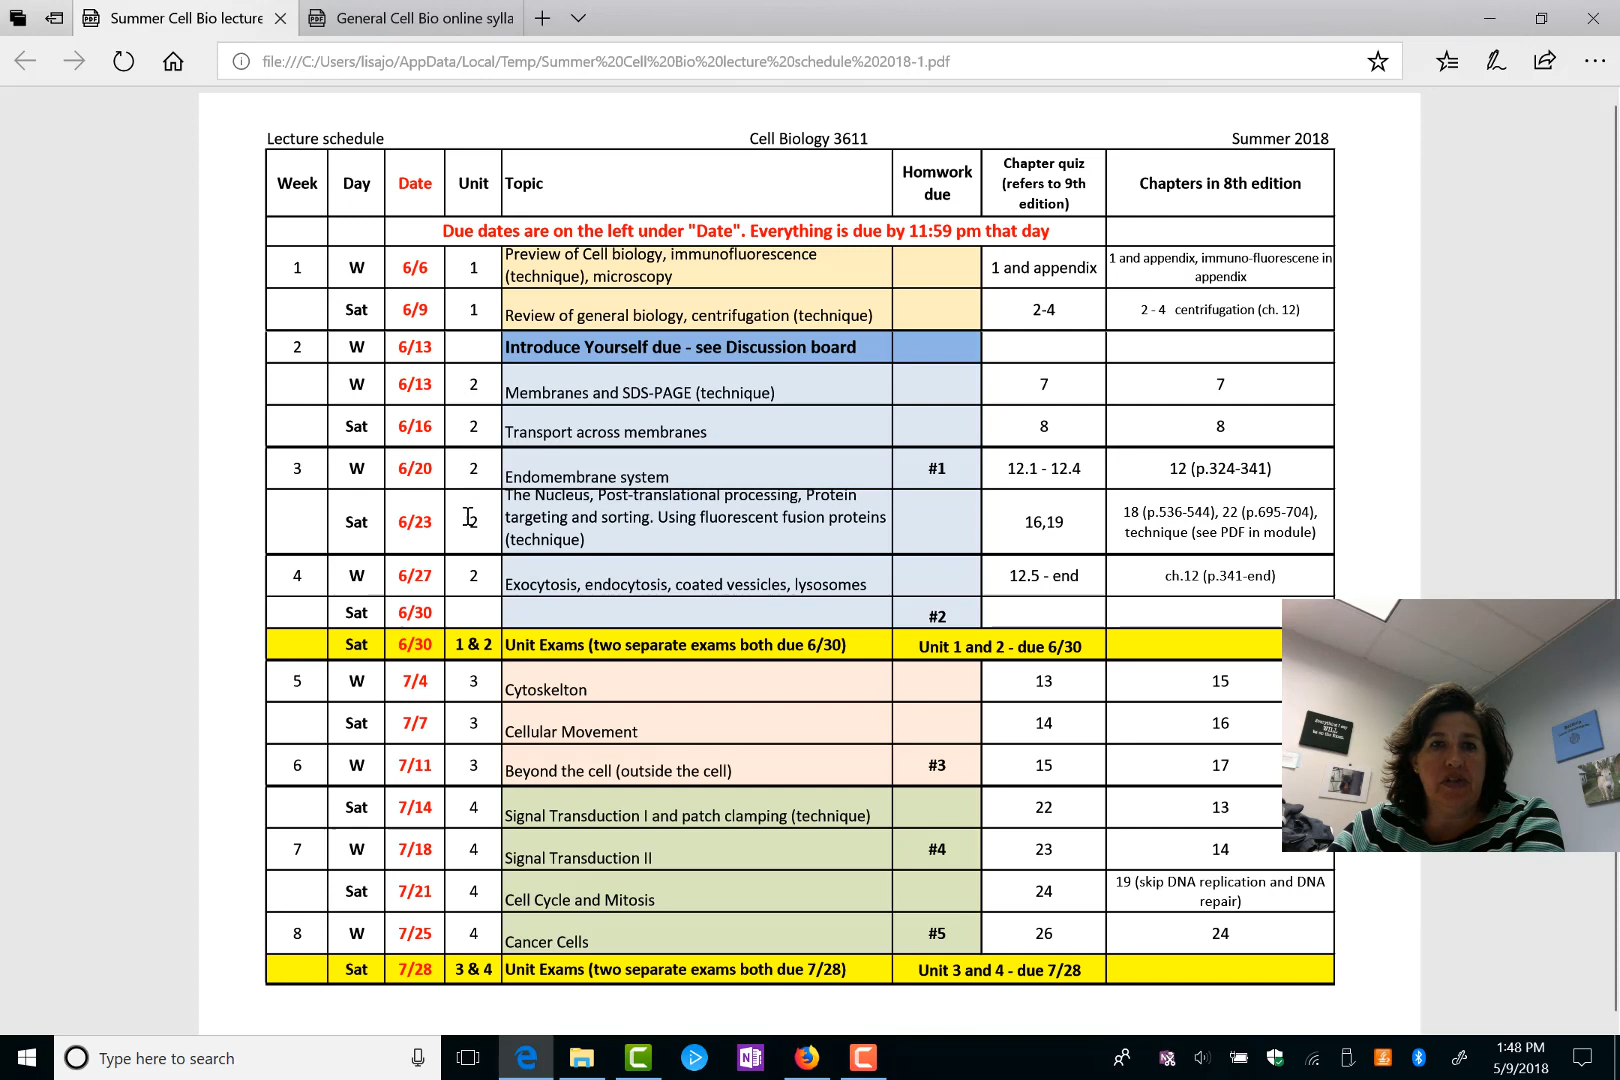 Summer Cell Bio lecture
General Cell Bio online sylla
file:///C:/Users/lisajo/AppData/Local/Temp/Summer%20Cell%20Bio%20lecture%20schedule%202018-1.pdf
Lecture schedule Cell Biology 3611 Summer 2018
Week Day Date Unit Topic Homwork due Chapter quiz (refers to 9th edition) Chapters in 8th edition
Due dates are on the left under "Date". Everything is due by 11:59 pm that day
1 W 6/6 1 Preview of Cell biology, immunofluorescence (technique), microscopy 1 and appendix 1 and appendix, immuno-fluorescene in appendix
Sat 6/9 1 Review of general biology, centrifugation (technique) 2-4 2 - 4 centrifugation (ch. 12)
2 W 6/13 Introduce Yourself due - see Discussion board
W 6/13 2 Membranes and SDS-PAGE (technique) 7 7
Sat 6/16 2 Transport across membranes 8 8
3 W 6/20 2 Endomembrane system #1 12.1 - 12.4 12 (p.324-341)
Sat 6/23 2 The Nucleus, Post-translational processing, Protein targeting and sorting. Using fluorescent fusion proteins (technique) 16,19 18 (p.536-544), 22 (p.695-704), technique (see PDF in module)
4 W 6/27 2 Exocytosis, endocytosis, coated vessicles, lysosomes 12.5 - end ch.12 (p.341-end)
Sat 6/30 #2
Sat 6/30 1 & 2 Unit Exams (two separate exams both due 6/30) Unit 1 and 2 - due 6/30
5 W 7/4 3 Cytoskelton 13 15
Sat 7/7 3 Cellular Movement 14 16
6 W 7/11 3 Beyond the cell (outside the cell) #3 15 17
Sat 7/14 4 Signal Transduction I and patch clamping (technique) 22 13
7 W 7/18 4 Signal Transduction II #4 23 14
Sat 7/21 4 Cell Cycle and Mitosis 24 19 (skip DNA replication and DNA repair)
8 W 7/25 4 Cancer Cells #5 26 24
Sat 7/28 3 & 4 Unit Exams (two separate exams both due 7/28) Unit 3 and 4 - due 7/28
Everything I say
WILL
be on the exam
Type here to search
1:48 PM
5/9/2018